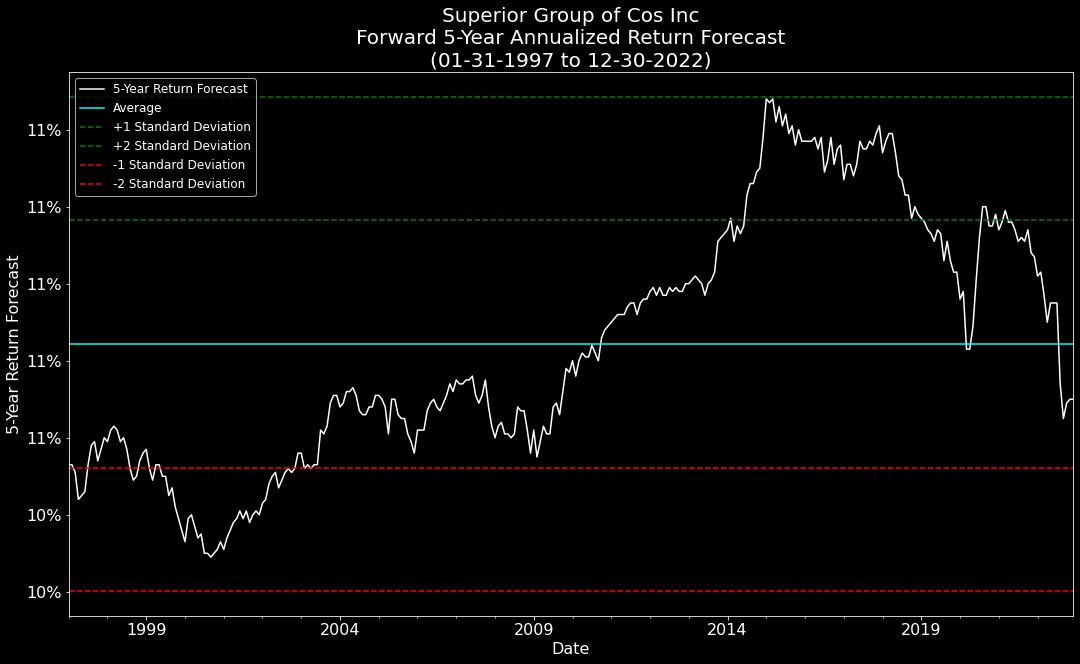 Superior Group of Cos Inc
Forward 5-Year Annualized Return Forecast
(01-31-1997 to 12-30-2022)
5-Year Return Forecast
Average
+1 Standard Deviation
+2 Standard Deviation
-1 Standard Deviation
-2 Standard Deviation
11%
11%
11%
11%
11%
10%
10%
5-Year Return Forecast
1999 2004 2009 2014 2019
Date